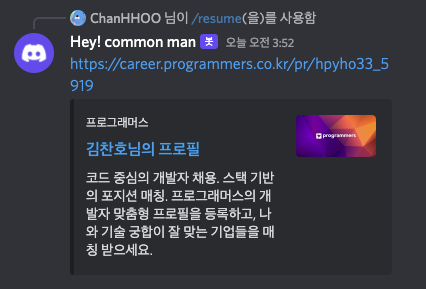 ChanHHOO 님이 /resume(을)를 사용함
Hey! common man 봇 오늘 오전 3:52
https://career.programmers.co.kr/pr/hpyho33_5
919
프로그래머스
김찬호님의 프로필
programmers
코드 중심의 개발자 채용. 스택 기반
의 포지션 매칭. 프로그래머스의 개
발자 맞춤형 프로필을 등록하고, 나
와 기술 궁합이 잘 맞는 기업들을 매
칭 받으세요.